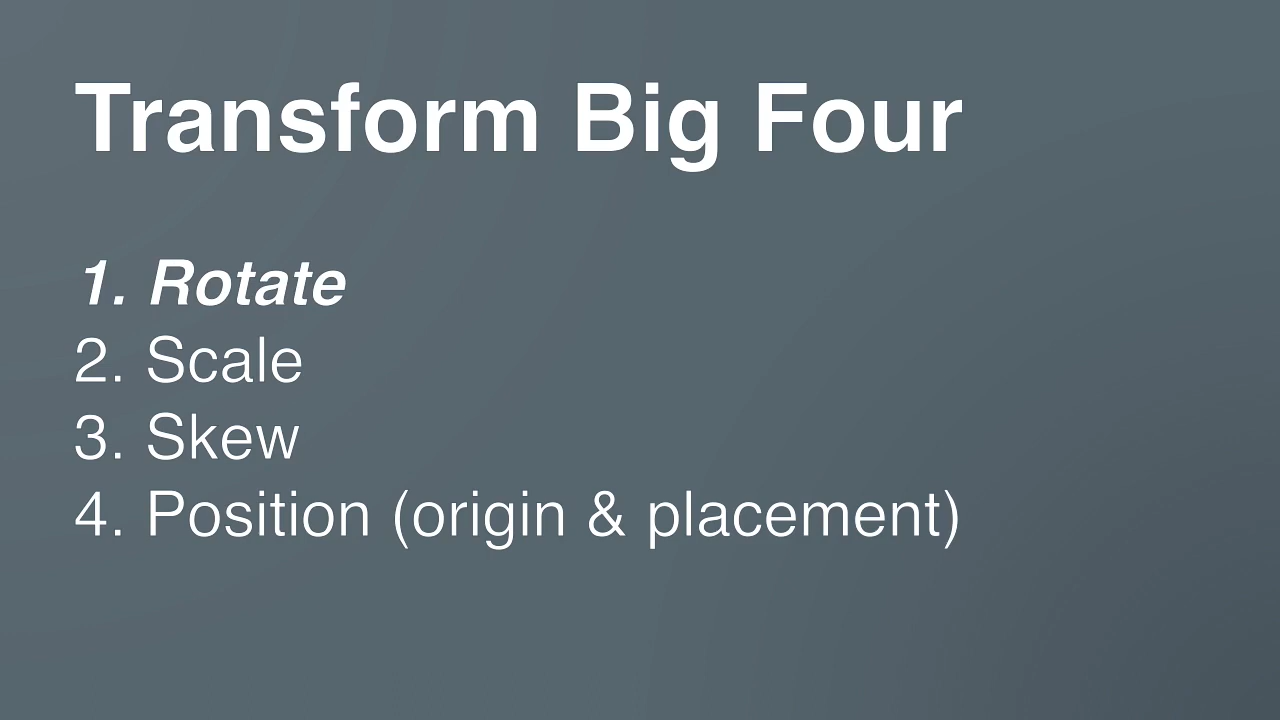 Transform Big Four
1. Rotate
2. Scale
3. Skew
4. Position (origin & placement)